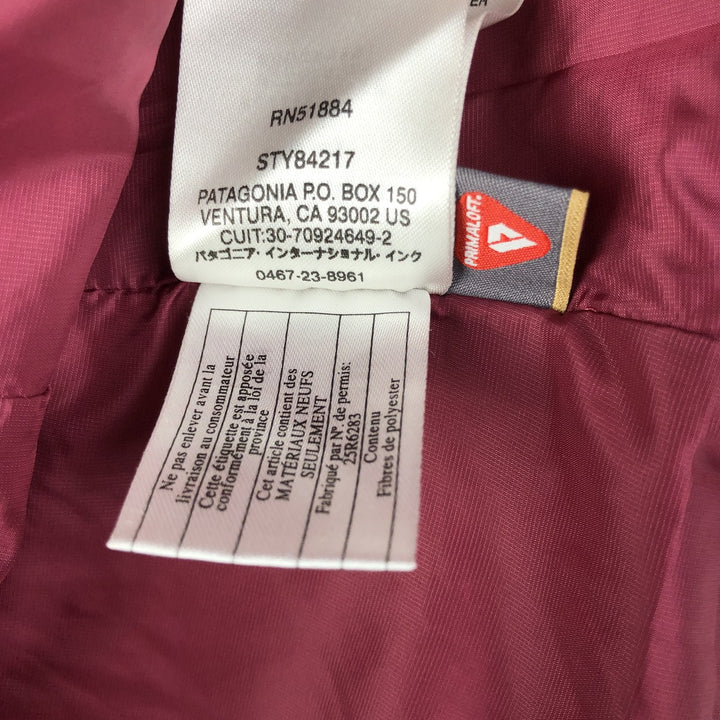 EA
RN51884
STY84217
PATAGONIA P.O. BOX 150
VENTURA, CA 93002 US
CUIT:30-70924649-2
パタゴニア・インターナショナル・インク
0467-23-8961
PRIMALOFT.
Ne pas enlever avant la
livraison au consommateur
Cette étiquette est apposée
conformément à la loi de la
province
Cet article contient des
MATÉRIAUX NEUFS
SEULEMENT
Fabriqué par Nº. de permis:
25R6283
Contenu
Fibres de polyester